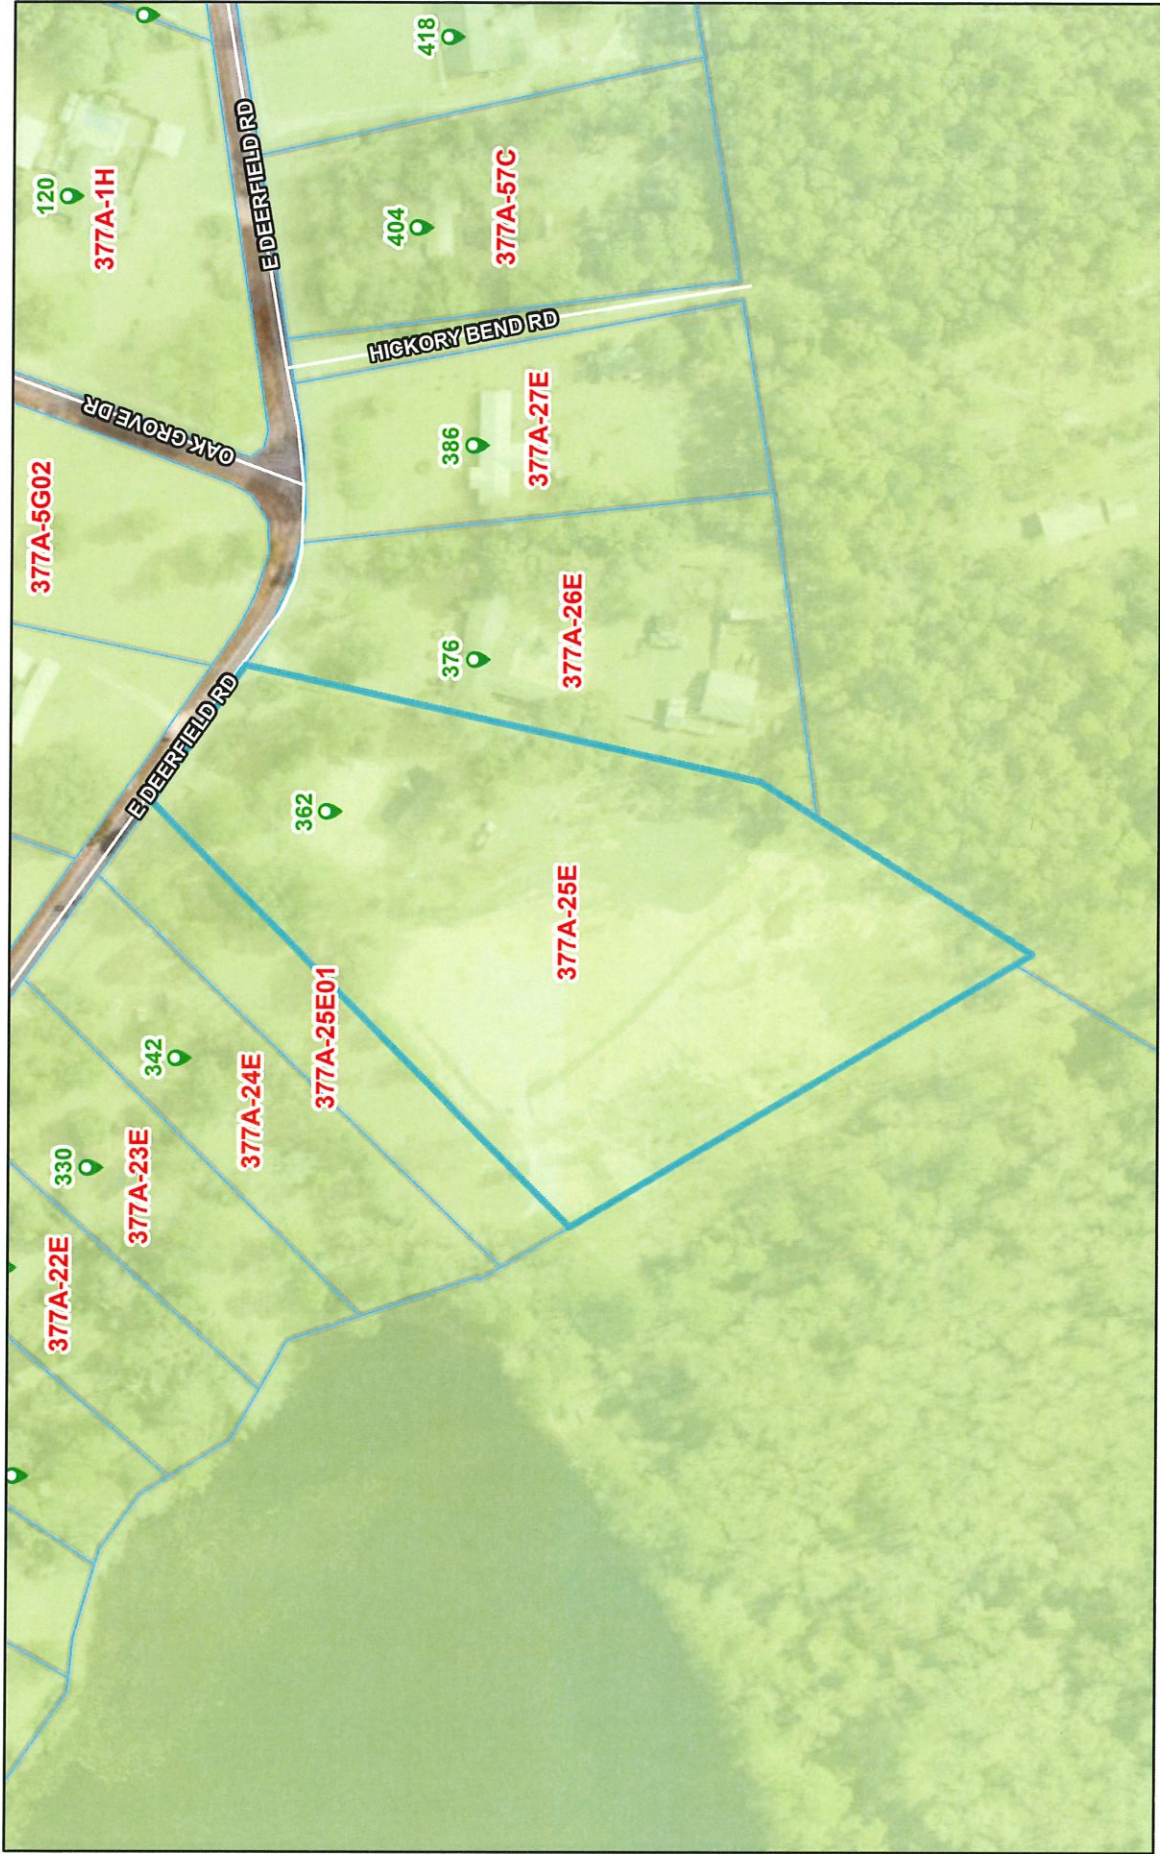 418
E DEERFIELD RD
404
377A-57C
120
377A-1H
HICKORY BEND RD
OAK GROVE DR
386
377A-27E
377A-5G02
376
377A-26E
E DEERFIELD RD
362
377A-25E
377A-25E01
342
377A-24E
330
377A-23E
377A-22E